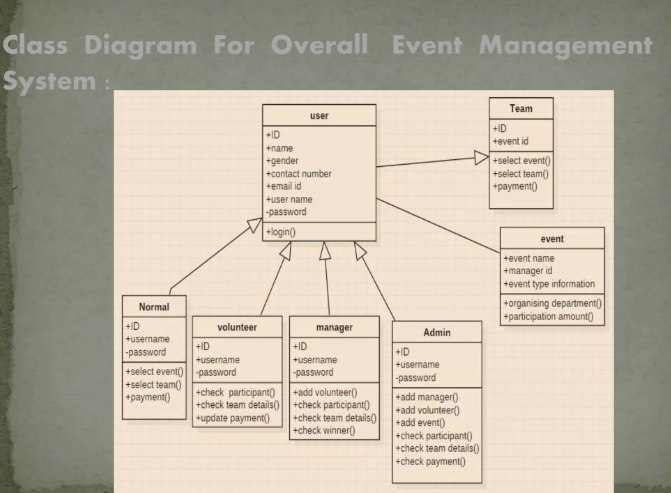 Class Diagram For Overall Event Management
System :
user
+ID
+name
+gender
+contact number
+email id
+user name
-password
+login()
Team
+ID
+event id
+select event()
+select team()
+payment()
event
+event name
+manager id
+event type information
+organising department()
+participation amount()
Normal
+ID
+username
-password
+select event()
+select team()
+payment()
volunteer
+ID
+username
-password
+check participant()
+check team details()
+update payment()
manager
+ID
+username
-password
+add volunteer()
+check participant()
+check team details()
+check winner()
Admin
+ID
+username
-password
+add manager()
+add volunteer()
+add event()
+check participant()
+check team details()
+check payment()